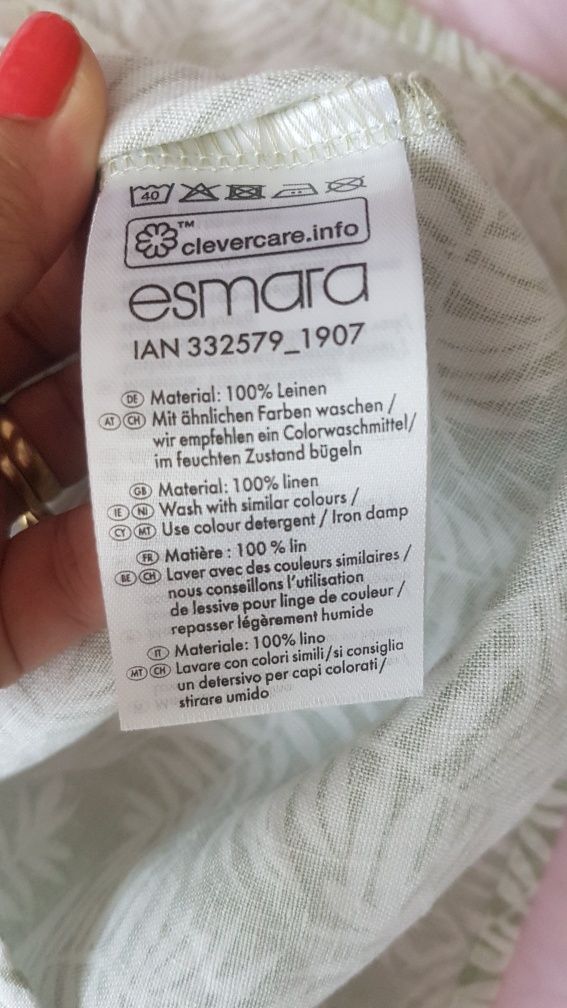 40
™
clevercare.info
esmara
IAN 332579_1907
DE Material: 100% Leinen
AT CH Mit ähnlichen Farben waschen /
wir empfehlen ein Colorwaschmittel/
im feuchten Zustand bügeln
GB Material: 100% linen
IE NI Wash with similar colours /
CY MT Use colour detergent / Iron damp
FR Matière : 100 % lin
BE CH Laver avec des couleurs similaires /
nous conseillons l'utilisation
de lessive pour linge de couleur /
repasser légèrement humide
IT Materiale: 100% lino
MT CH Lavare con colori simili/si consiglia
un detersivo per capi colorati/
stirare umido